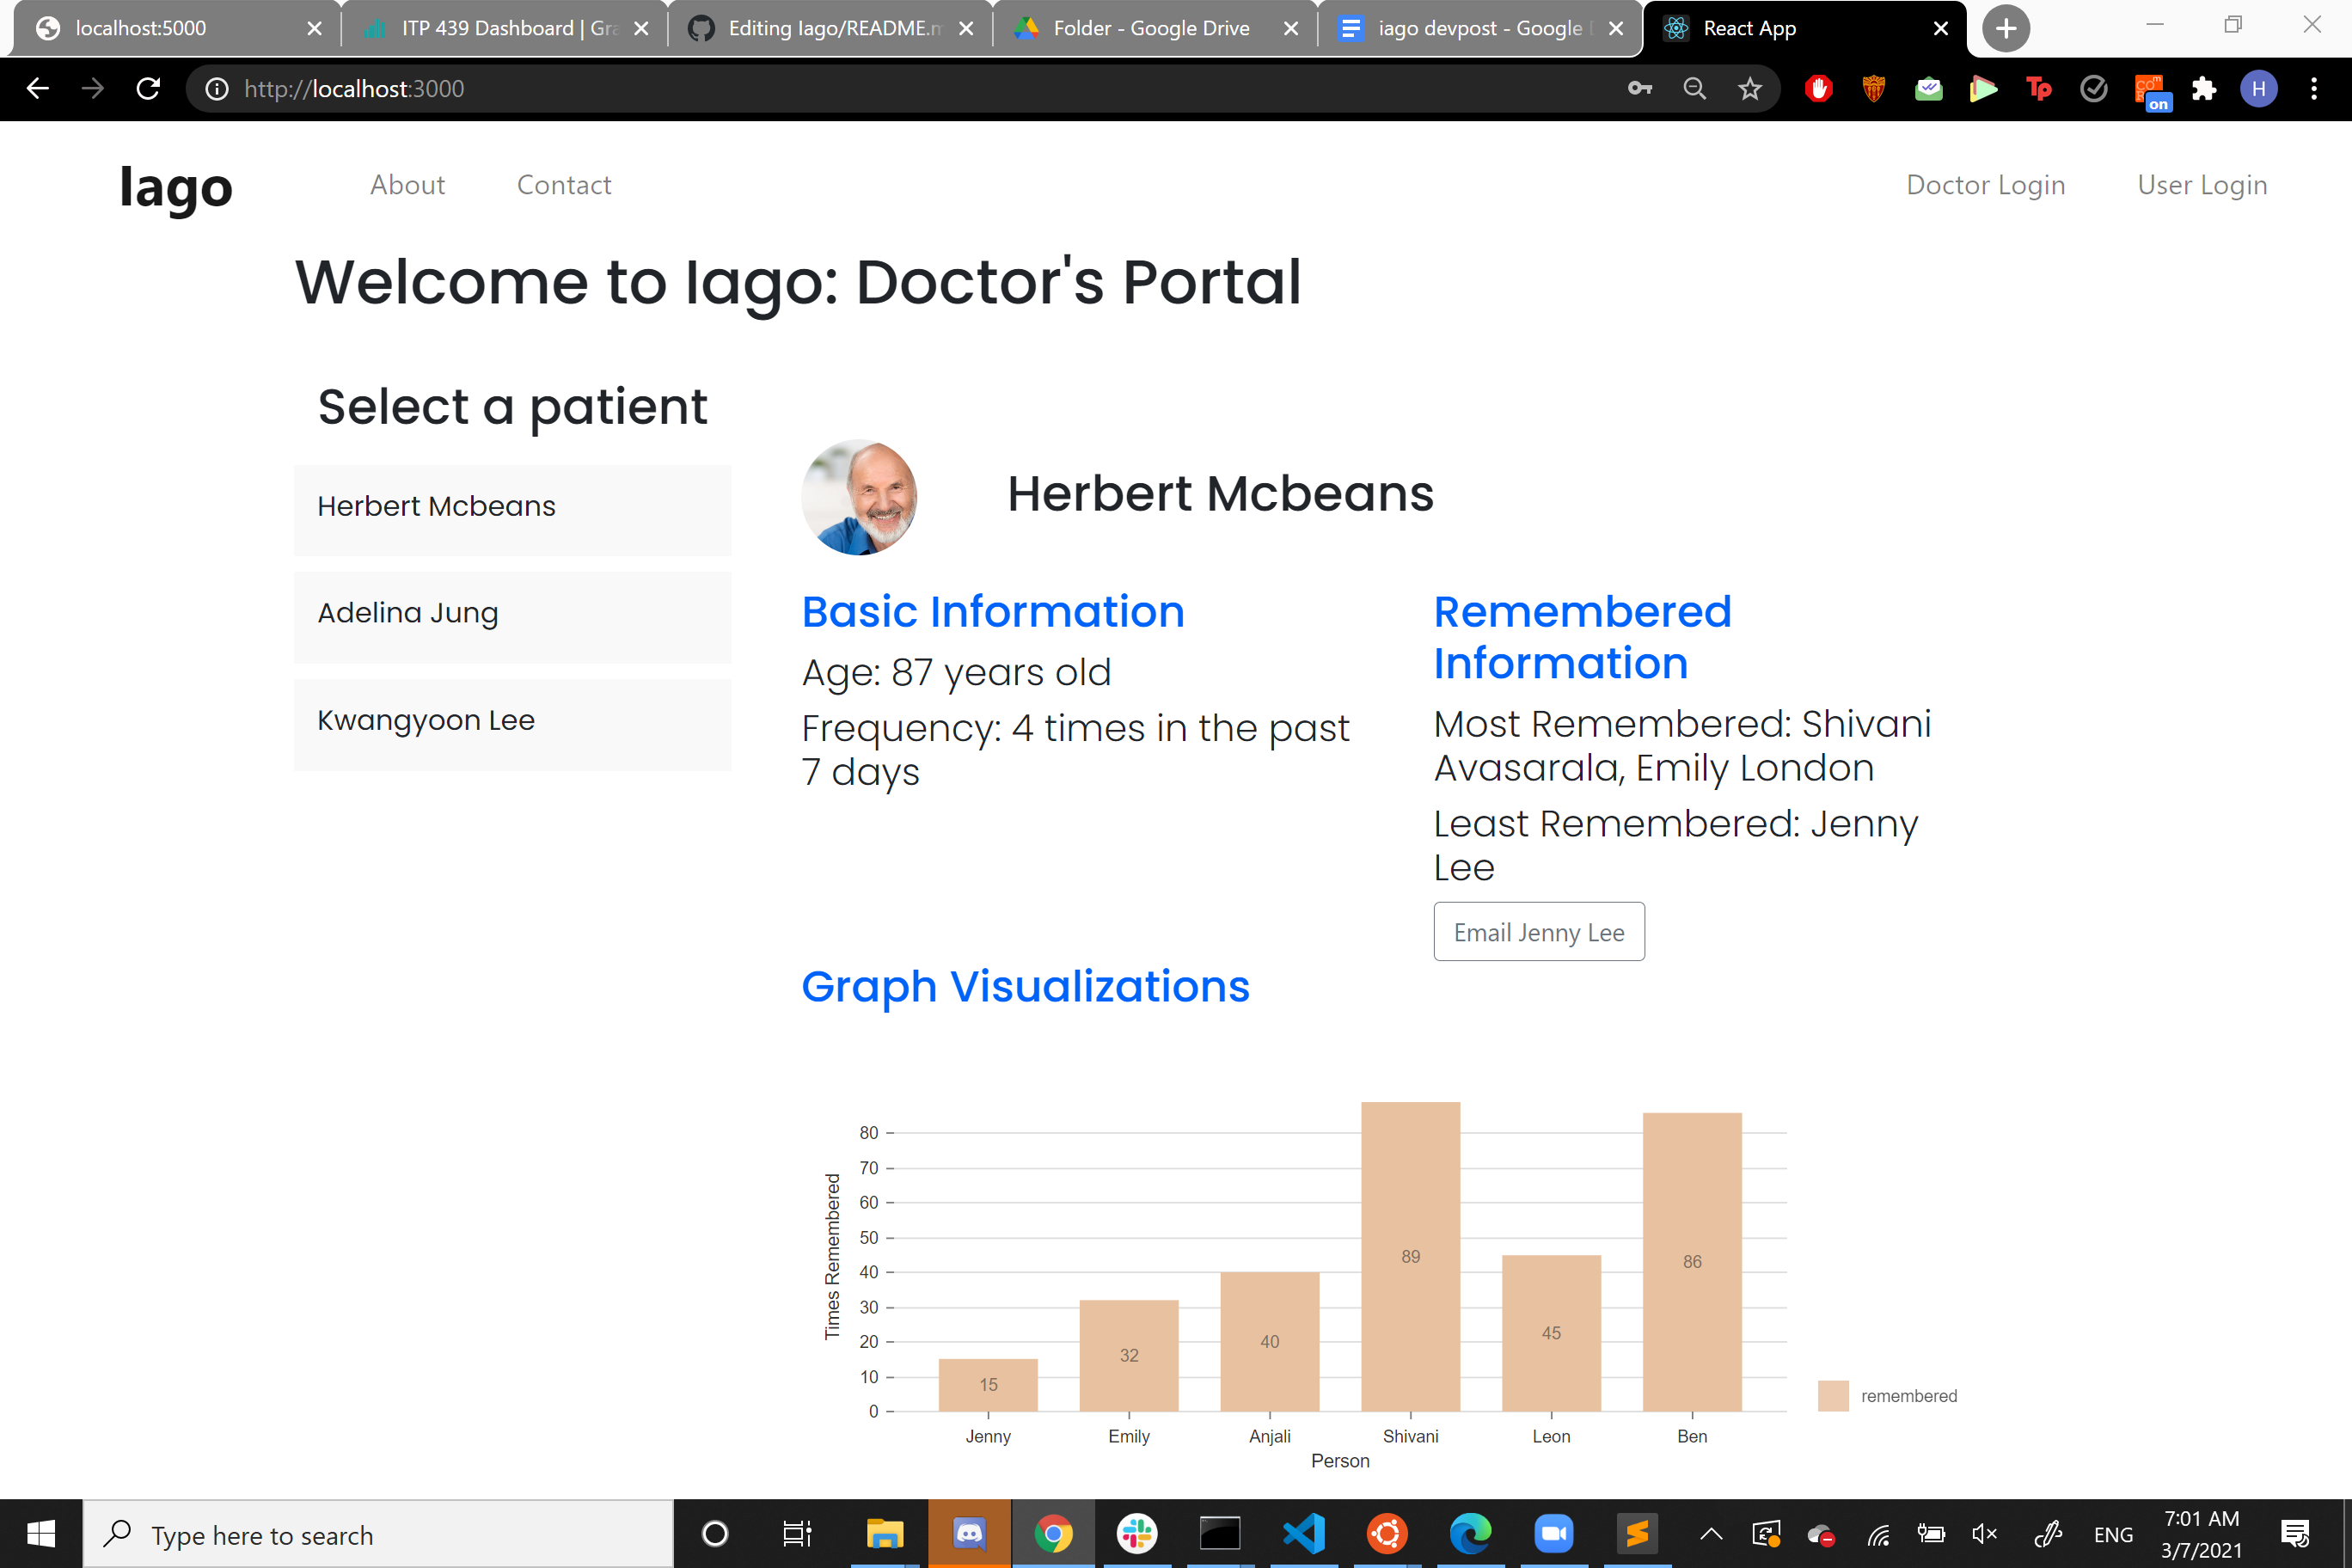 localhost:5000
ITP 439 Dashboard | Gra
Editing Iago/README.m
Folder - Google Drive
iago devpost - Google D
React App
http://localhost:3000
Tp
on
H
Iago
About
Contact
Doctor Login
User Login
Welcome to Iago: Doctor's Portal
Select a patient
Herbert Mcbeans
Adelina Jung
Kwangyoon Lee
Herbert Mcbeans
Basic Information
Age: 87 years old
Frequency: 4 times in the past
7 days
Remembered
Information
Most Remembered: Shivani
Avasarala, Emily London
Least Remembered: Jenny
Lee
Email Jenny Lee
Graph Visualizations
Times Remembered
80
70
60
50
40
30
20
10
0
15
32
40
89
45
86
Jenny
Emily
Anjali
Shivani
Leon
Ben
Person
remembered
Type here to search
ENG
7:01 AM
3/7/2021